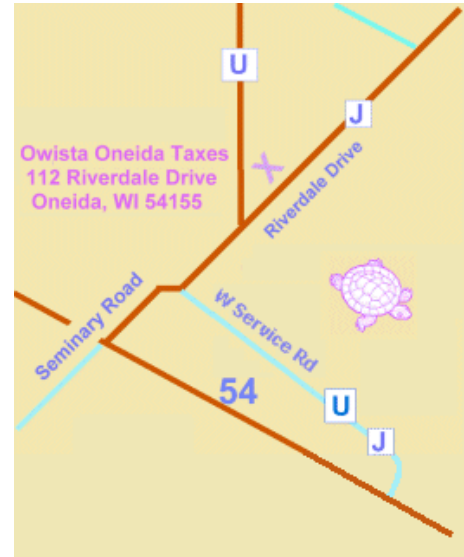 U
J
Owista Oneida Taxes
112 Riverdale Drive
Oneida, WI 54155
X
Riverdale Drive
Seminary Road
W Service Rd
54
U
J